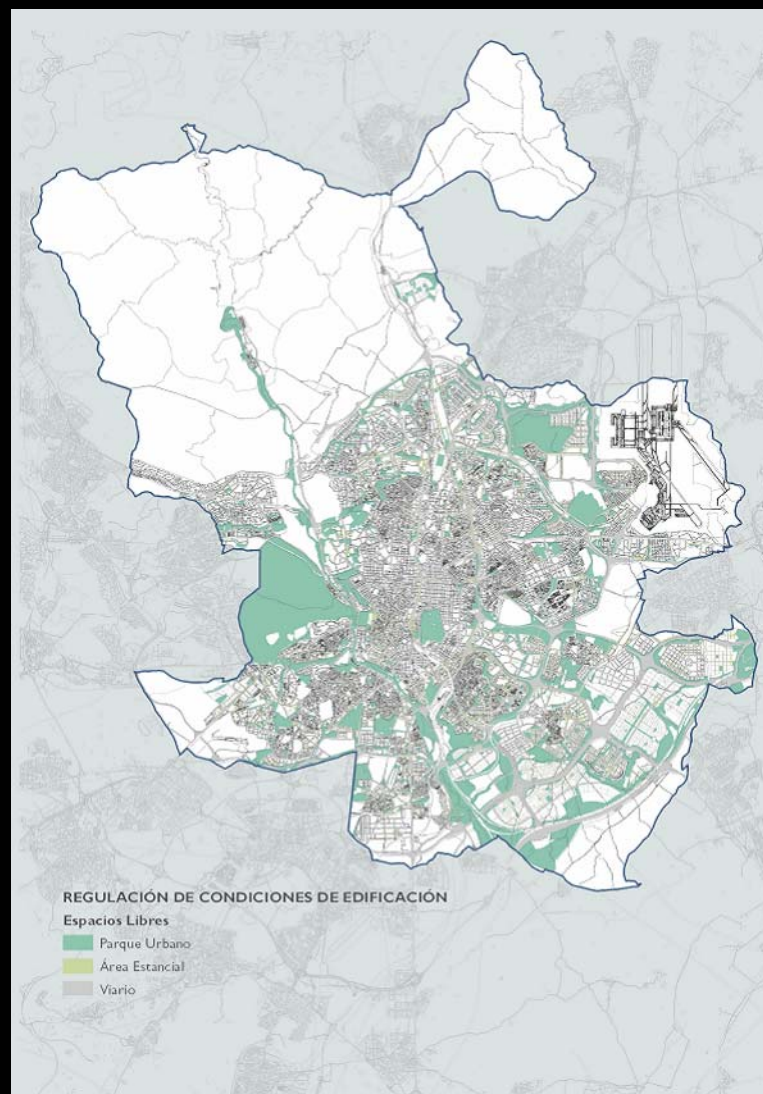 REGULACIÓN DE CONDICIONES DE EDIFICACIÓN
Espacios Libres
Parque Urbano
Área Estancial
Viario